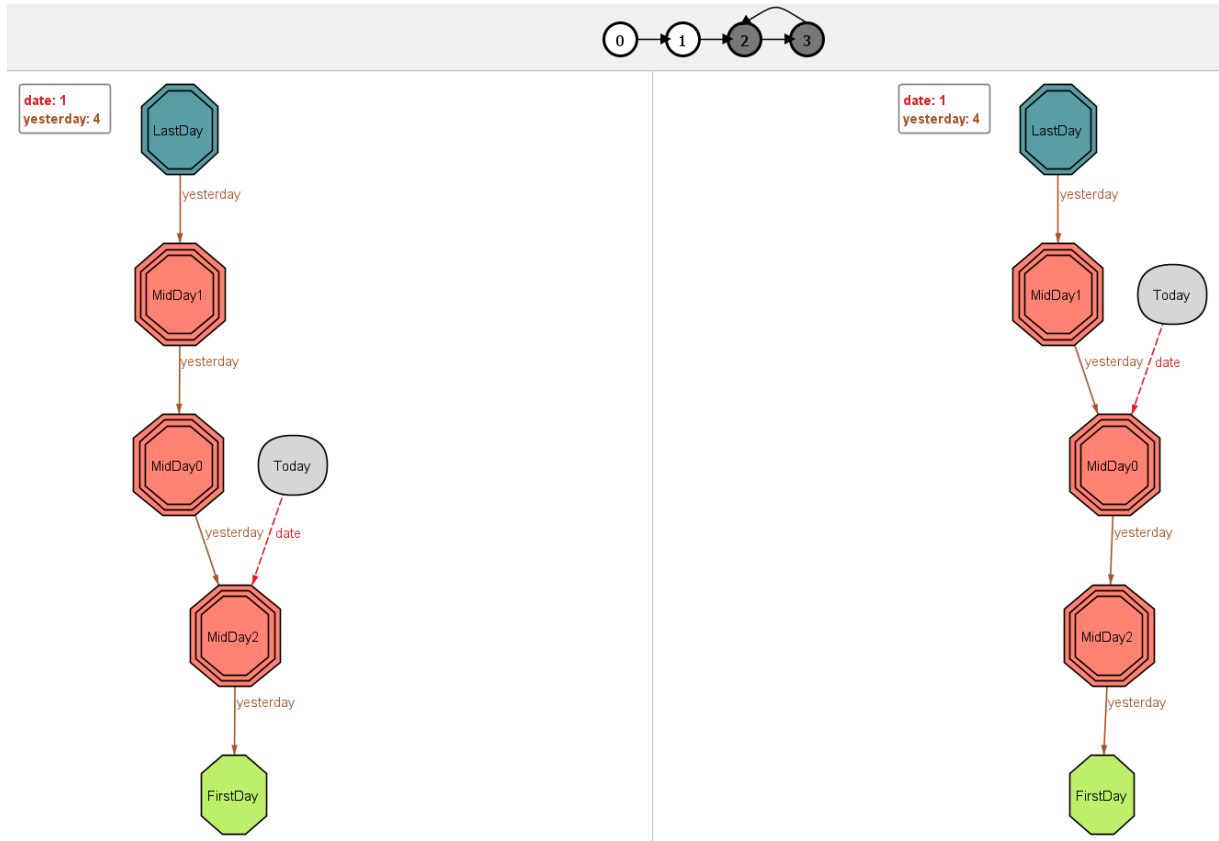 0 1 2 3
date: 1
yesterday: 4
LastDay
yesterday
MidDay1
yesterday
MidDay0
Today
yesterday
date
MidDay2
yesterday
FirstDay
date: 1
yesterday: 4
LastDay
yesterday
MidDay1
Today
yesterday
date
MidDay0
yesterday
MidDay2
yesterday
FirstDay